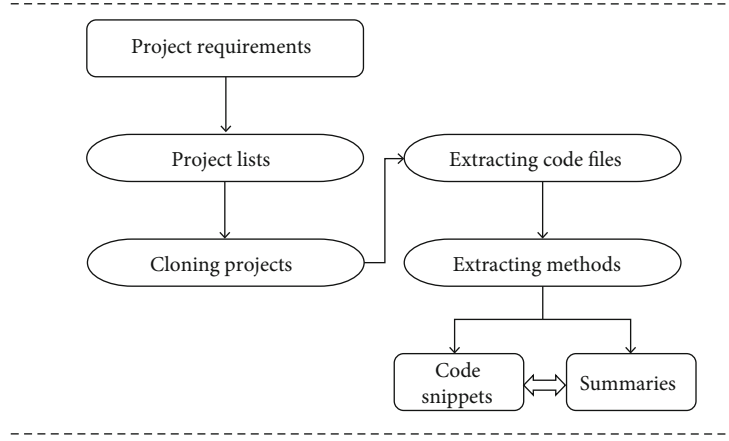 Project requirements
Project lists
Cloning projects
Extracting code files
Extracting methods
Code
snippets
Summaries